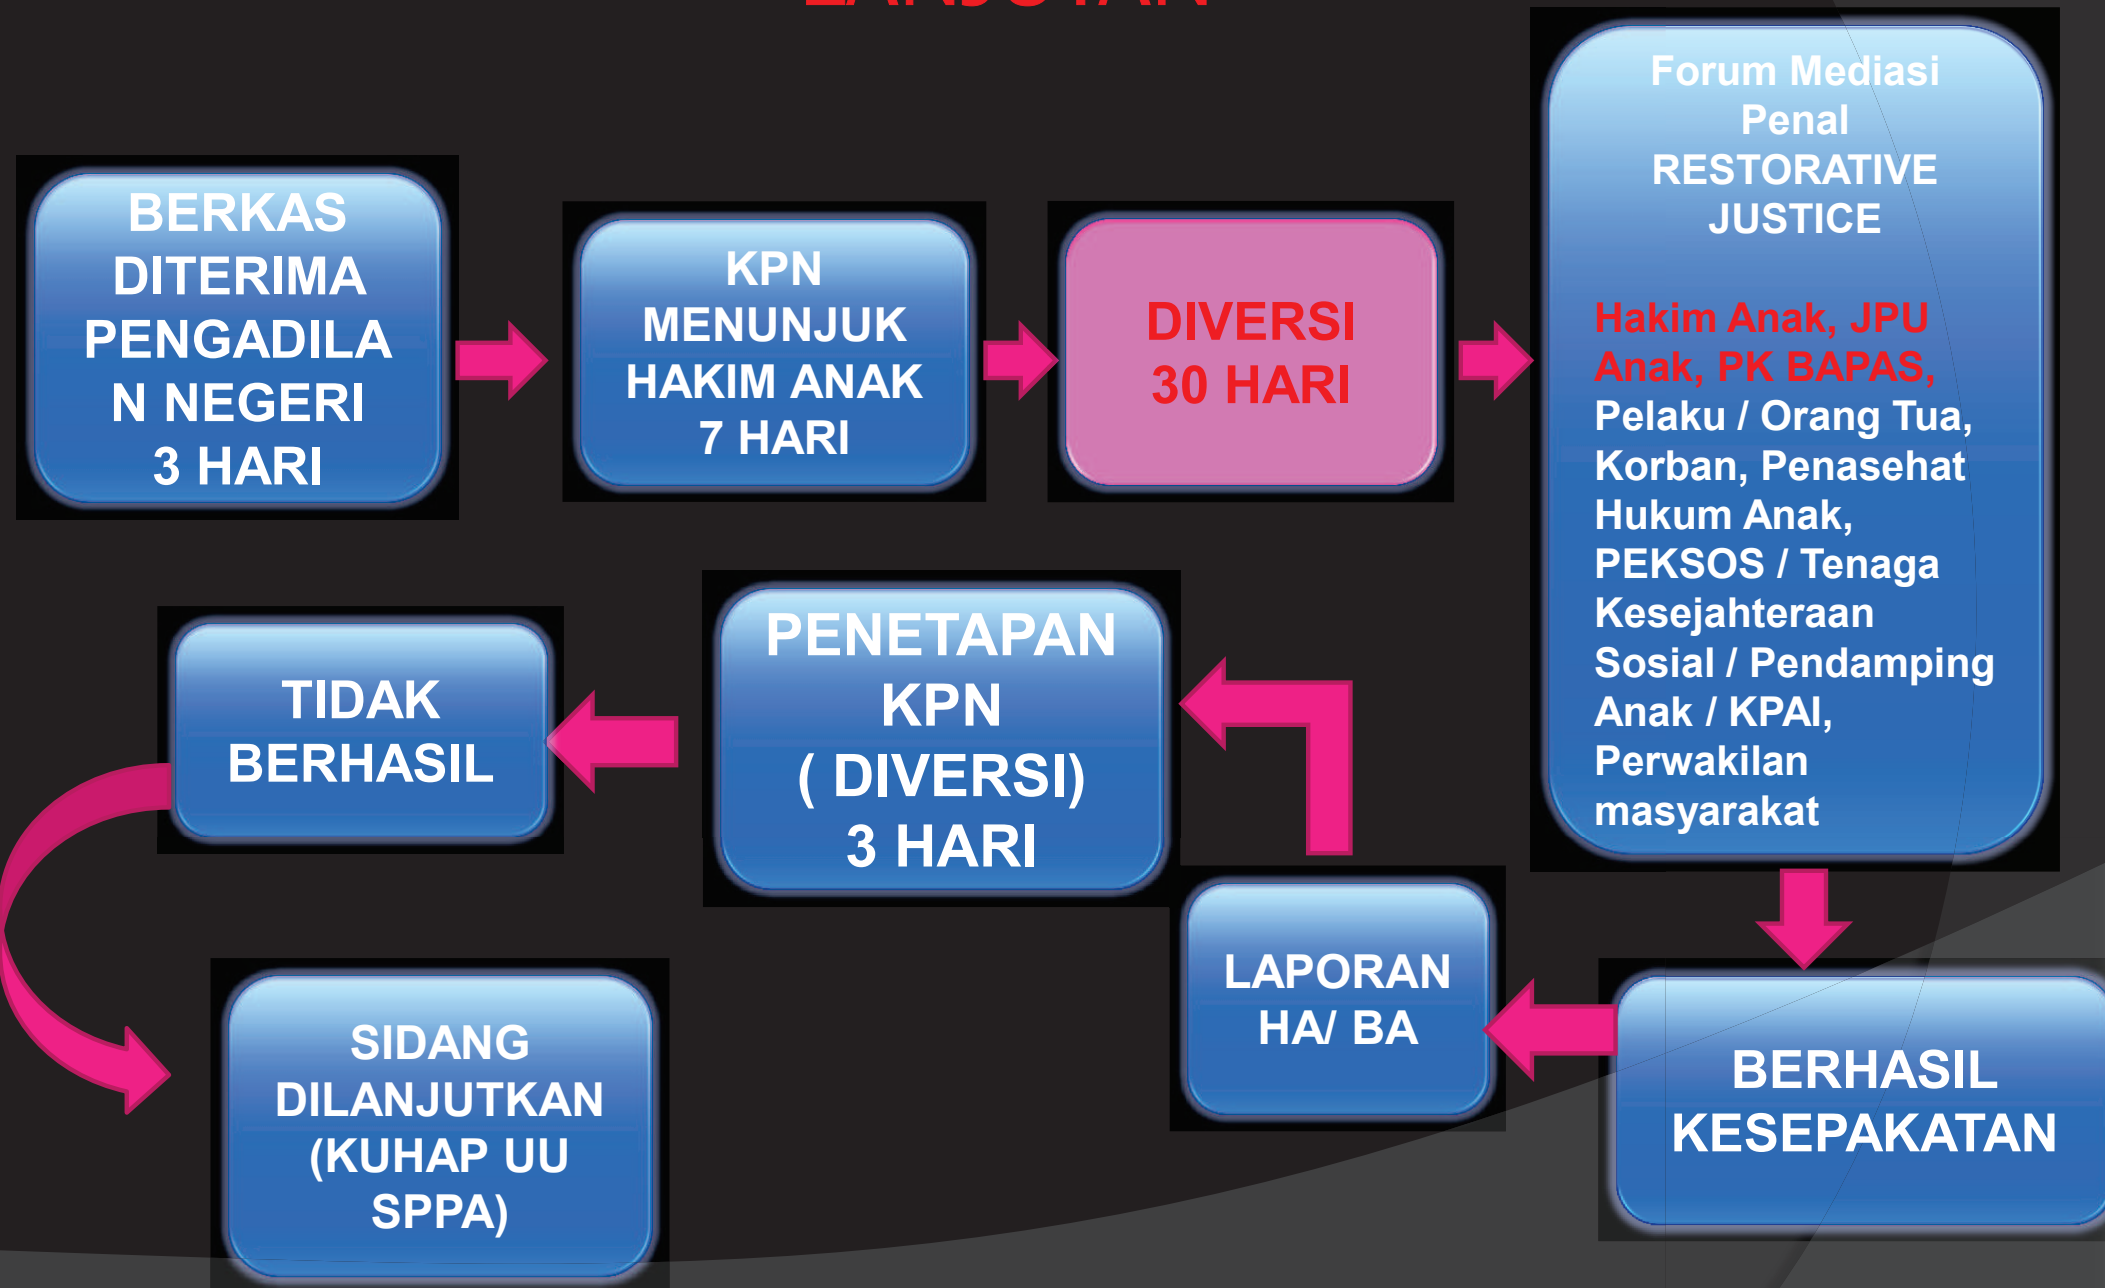 BERKAS
DITERIMA
PENGADILA
N NEGERI
3 HARI
KPN
MENUNJUK
HAKIM ANAK
7 HARI
DIVERSI
30 HARI
Forum Mediasi
Penal
RESTORATIVE
JUSTICE
Hakim Anak, JPU
Anak, PK BAPAS,
Pelaku / Orang Tua,
Korban, Penasehat
Hukum Anak,
PEKSOS / Tenaga
Kesejahteraan
Sosial / Pendamping
Anak / KPAI,
Perwakilan
masyarakat
BERHASIL
KESEPAKATAN
LAPORAN
HA/ BA
PENETAPAN
KPN
( DIVERSI)
3 HARI
TIDAK
BERHASIL
SIDANG
DILANJUTKAN
(KUHAP UU
SPPA)